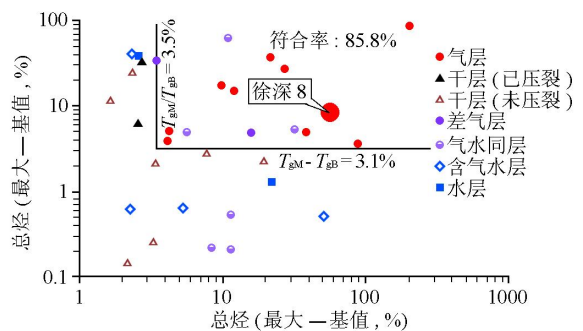 100
10
1
0.1
总烃 (最大—基值, %)
T_gM/T_gB = 3.5%
符合率: 85.8%
徐深 8
T_gM - T_gB = 3.1%
气层
干层 (已压裂)
干层 (未压裂)
差气层
气水同层
含气水层
水层
1 10 100 1000
总烃 (最大 — 基值, %)